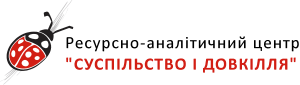 Ресурсно-аналітичний центр
"СУСПІЛЬСТВО І ДОВКІЛЛЯ"